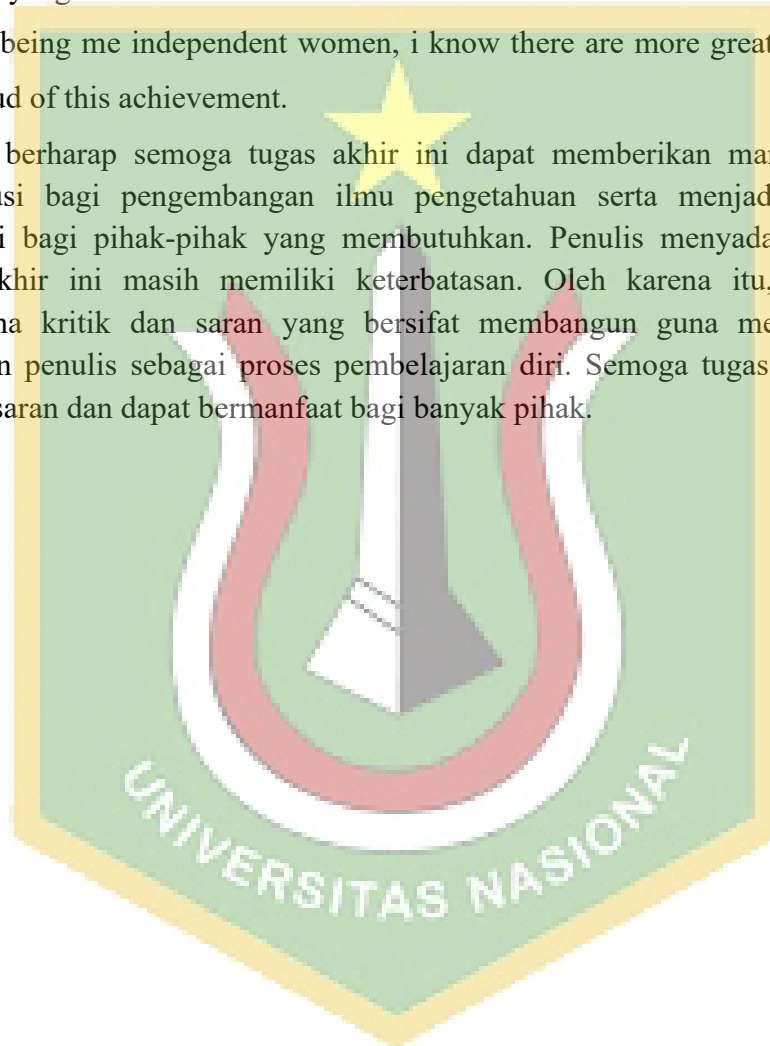 being me independent women, i know there are more great
ud of this achievement.
berharap semoga tugas akhir ini dapat memberikan mar
usi bagi pengembangan ilmu pengetahuan serta menjad
i bagi pihak-pihak yang membutuhkan. Penulis menyada
khir ini masih memiliki keterbatasan. Oleh karena itu,
na kritik dan saran yang bersifat membangun guna me
n penulis sebagai proses pembelajaran diri. Semoga tugas
saran dan dapat bermanfaat bagi banyak pihak.
UNIVERSITAS NASIONAL